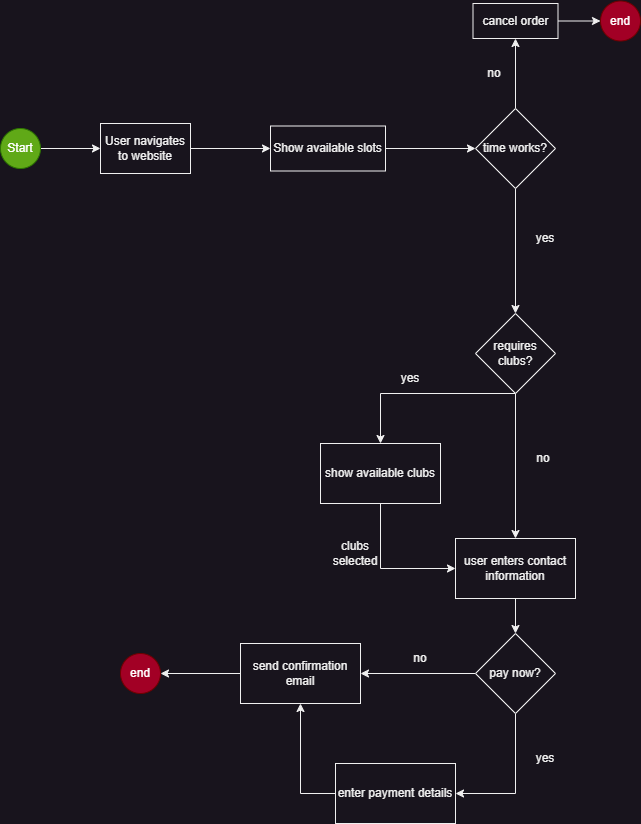 cancel order
end
no
Start
User navigates
to website
Show available slots
time works?
yes
requires
clubs?
yes
show available clubs
no
clubs
selected
user enters contact
information
end
send confirmation
email
no
pay now?
yes
enter payment details